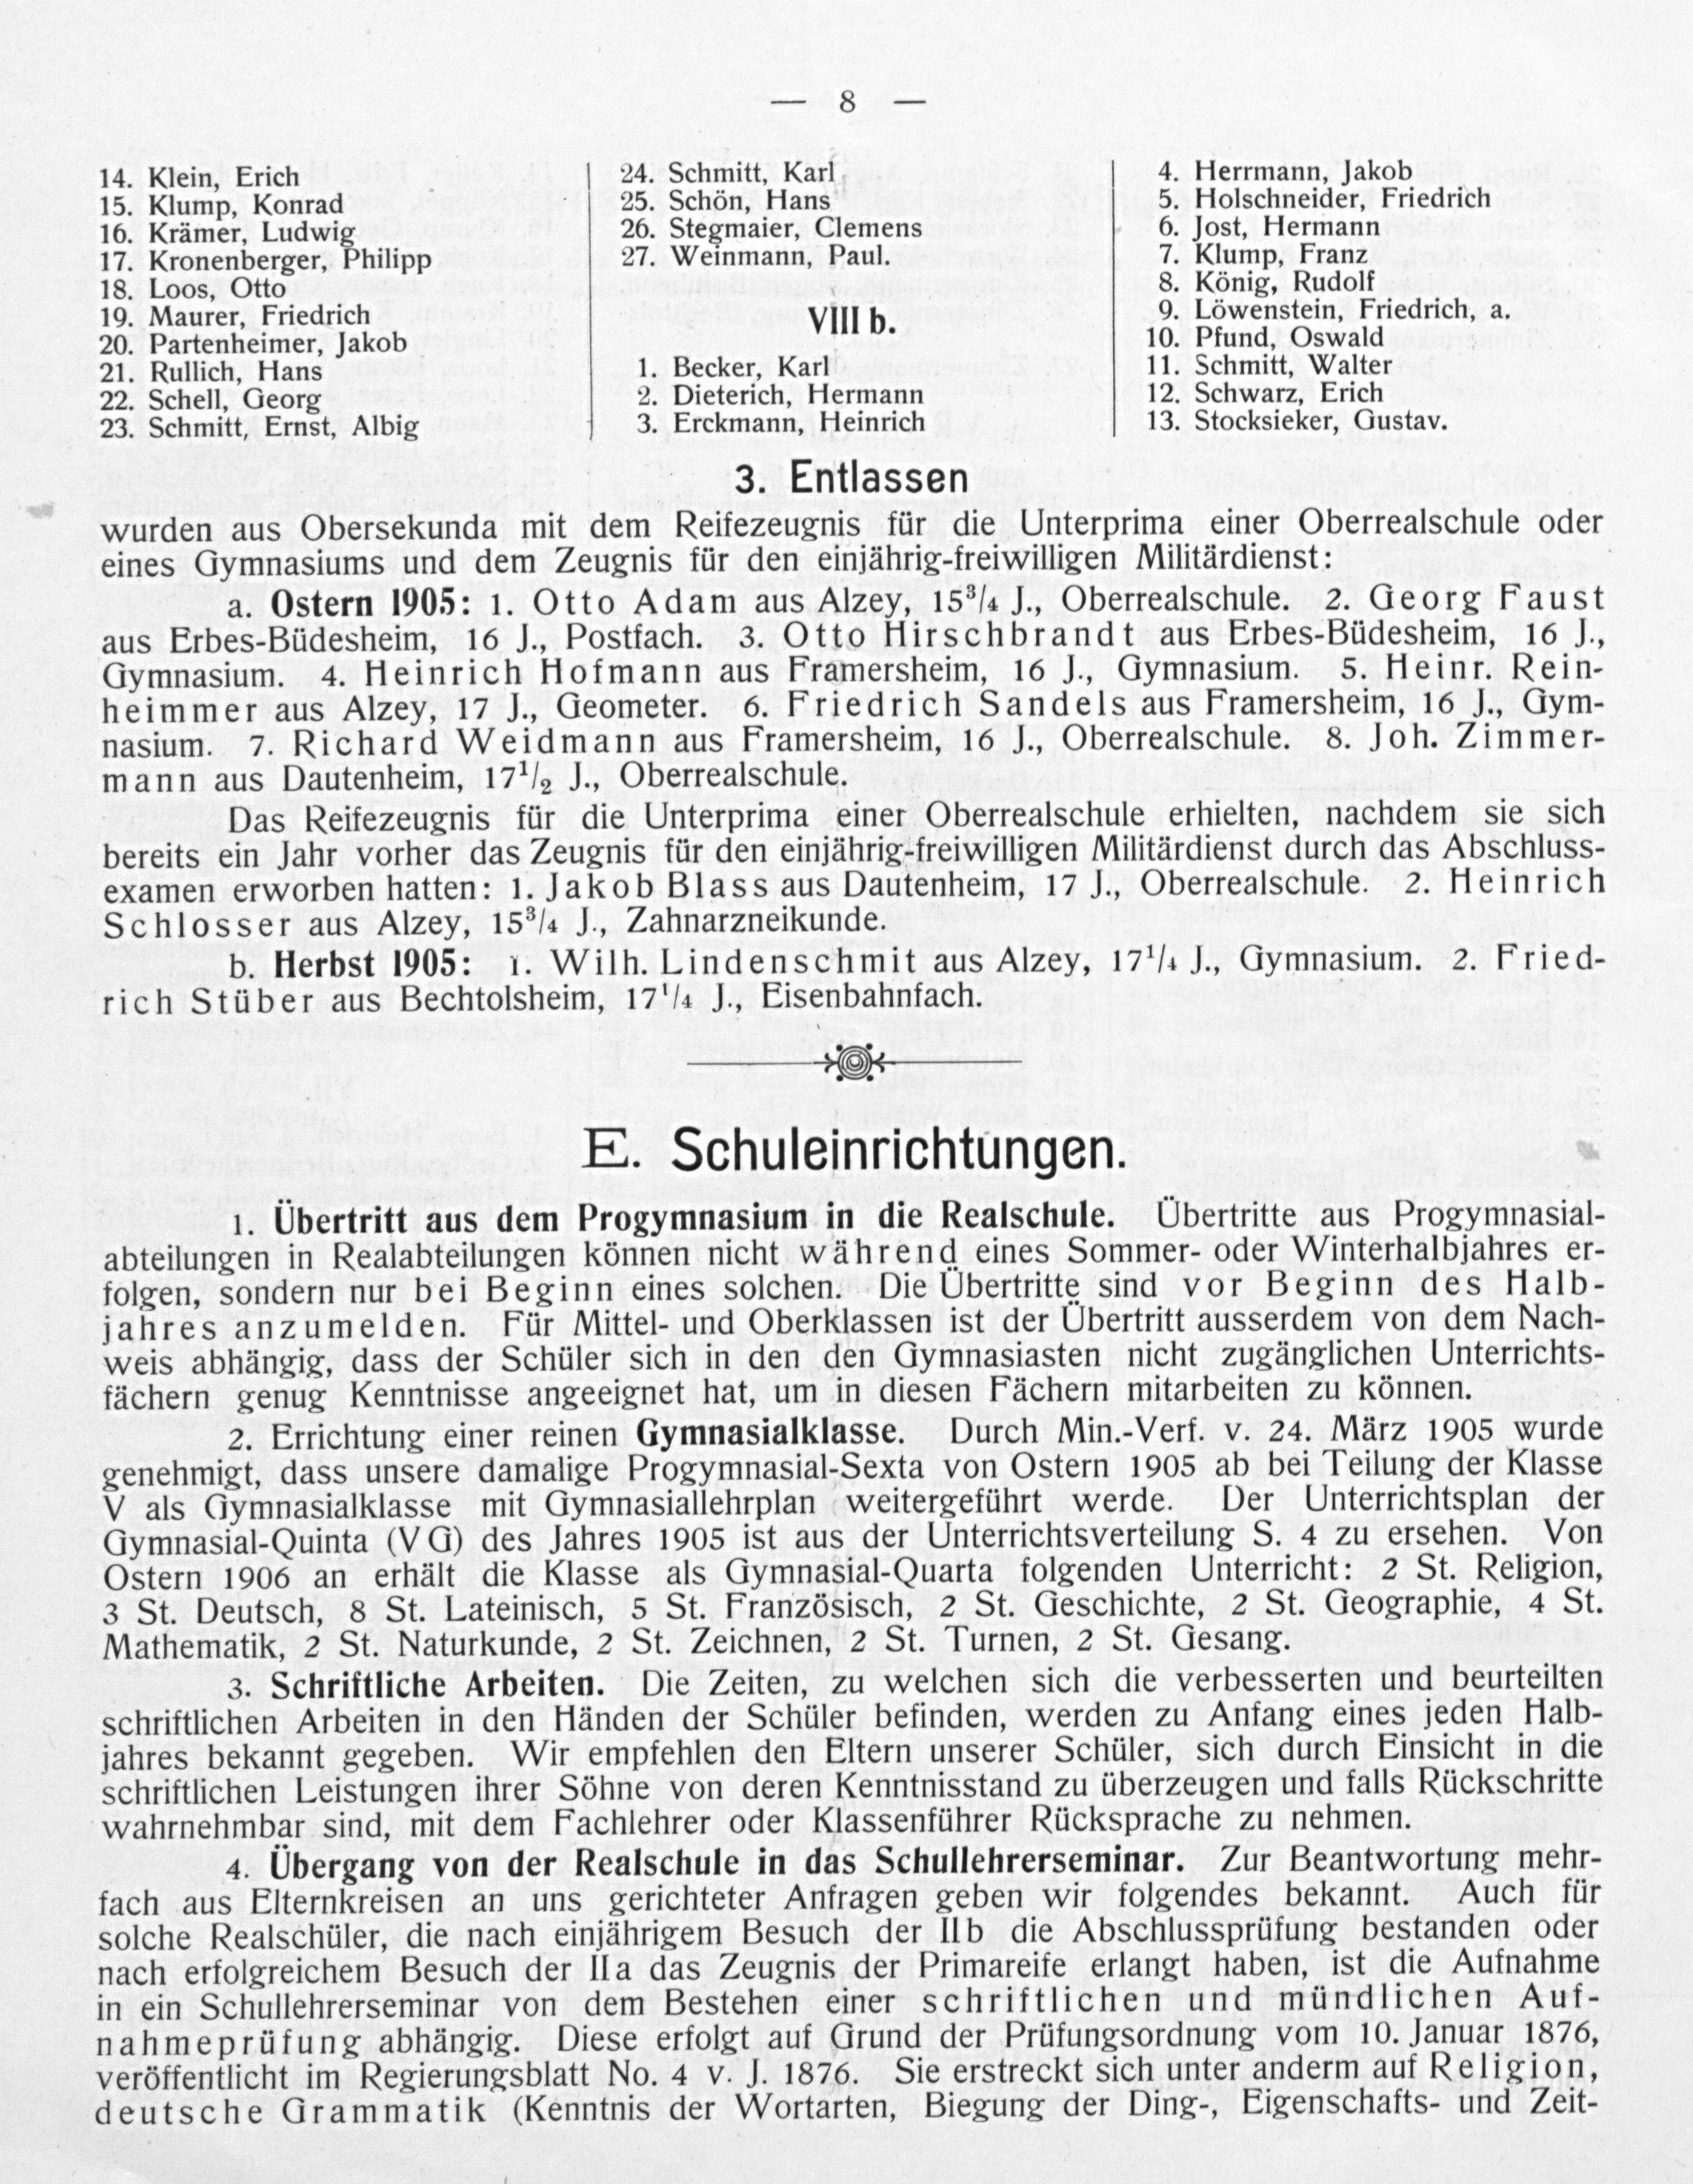 — 8 —
14. Klein, Erich
15. Klump, Konrad
16. Krämer, Ludwig
17. Kronenberger, Philipp
18. Loos, Otto
19. Maurer, Friedrich
20. Partenheimer, Jakob
21. Rullich, Hans
22. Schell, Georg
23. Schmitt, Ernst, Albig
24. Schmitt, Karl
25. Schön, Hans
26. Stegmaier, Clemens
27. Weinmann, Paul.
VIII b.
1. Becker, Karl
2. Dieterich, Hermann
3. Erckmann, Heinrich
4. Herrmann, Jakob
5. Holschneider, Friedrich
6. Jost, Hermann
7. Klump, Franz
8. König, Rudolf
9. Löwenstein, Friedrich, a.
10. Pfund, Oswald
11. Schmitt, Walter
12. Schwarz, Erich
13. Stocksieker, Gustav.
3. Entlassen
wurden aus Obersekunda mit dem Reifezeugnis für die Unterprima einer Oberrealschule oder
eines Gymnasiums und dem Zeugnis für den einjährig-freiwilligen Militärdienst:
a. Ostern 1905: 1. Otto Adam aus Alzey, 15³/₄ J., Oberrealschule. 2. Georg Faust
aus Erbes-Büdesheim, 16 J., Postfach. 3. Otto Hirschbrandt aus Erbes-Büdesheim, 16 J.,
Gymnasium. 4. Heinrich Hofmann aus Framersheim, 16 J., Gymnasium. 5. Heinr. Rein-
heimmer aus Alzey, 17 J., Geometer. 6. Friedrich Sandels aus Framersheim, 16 J., Gym-
nasium. 7. Richard Weidmann aus Framersheim, 16 J., Oberrealschule. 8. Joh. Zimmer-
mann aus Dautenheim, 17¹/₂ J., Oberrealschule.
Das Reifezeugnis für die Unterprima einer Oberrealschule erhielten, nachdem sie sich
bereits ein Jahr vorher das Zeugnis für den einjährig-freiwilligen Militärdienst durch das Abschluss-
examen erworben hatten: 1. Jakob Blass aus Dautenheim, 17 J., Oberrealschule. 2. Heinrich
Schlosser aus Alzey, 15³/₄ J., Zahnarzneikunde.
b. Herbst 1905: 1. Wilh. Lindenschmit aus Alzey, 17¹/₄ J., Gymnasium. 2. Fried-
rich Stüber aus Bechtolsheim, 17¹/₄ J., Eisenbahnfach.
E. Schuleinrichtungen.
1. Übertritt aus dem Progymnasium in die Realschule. Übertritte aus Progymnasial-
abteilungen in Realabteilungen können nicht während eines Sommer- oder Winterhalbjahres er-
folgen, sondern nur bei Beginn eines solchen. Die Übertritte sind vor Beginn des Halb-
jahres anzumelden. Für Mittel- und Oberklassen ist der Übertritt ausserdem von dem Nach-
weis abhängig, dass der Schüler sich in den den Gymnasiasten nicht zugänglichen Unterrichts-
fächern genug Kenntnisse angeeignet hat, um in diesen Fächern mitarbeiten zu können.
2. Errichtung einer reinen Gymnasialklasse. Durch Min.-Verf. v. 24. März 1905 wurde
genehmigt, dass unsere damalige Progymnasial-Sexta von Ostern 1905 ab bei Teilung der Klasse
V als Gymnasialklasse mit Gymnasiallehrplan weitergeführt werde. Der Unterrichtsplan der
Gymnasial-Quinta (V G) des Jahres 1905 ist aus der Unterrichtsverteilung S. 4 zu ersehen. Von
Ostern 1906 an erhält die Klasse als Gymnasial-Quarta folgenden Unterricht: 2 St. Religion,
3 St. Deutsch, 8 St. Lateinisch, 5 St. Französisch, 2 St. Geschichte, 2 St. Geographie, 4 St.
Mathematik, 2 St. Naturkunde, 2 St. Zeichnen, 2 St. Turnen, 2 St. Gesang.
3. Schriftliche Arbeiten. Die Zeiten, zu welchen sich die verbesserten und beurteilten
schriftlichen Arbeiten in den Händen der Schüler befinden, werden zu Anfang eines jeden Halb-
jahres bekannt gegeben. Wir empfehlen den Eltern unserer Schüler, sich durch Einsicht in die
schriftlichen Leistungen ihrer Söhne von deren Kenntnisstand zu überzeugen und falls Rückschritte
wahrnehmbar sind, mit dem Fachlehrer oder Klassenführer Rücksprache zu nehmen.
4. Übergang von der Realschule in das Schullehrerseminar. Zur Beantwortung mehr-
fach aus Elternkreisen an uns gerichteter Anfragen geben wir folgendes bekannt. Auch für
solche Realschüler, die nach einjährigem Besuch der II b die Abschlussprüfung bestanden oder
nach erfolgreichem Besuch der II a das Zeugnis der Primareife erlangt haben, ist die Aufnahme
in ein Schullehrerseminar von dem Bestehen einer schriftlichen und mündlichen Auf-
nahmeprüfung abhängig. Diese erfolgt auf Grund der Prüfungsordnung vom 10. Januar 1876,
veröffentlicht im Regierungsblatt No. 4 v. J. 1876. Sie erstreckt sich unter anderm auf Religion,
deutsche Grammatik (Kenntnis der Wortarten, Biegung der Ding-, Eigenschafts- und Zeit-